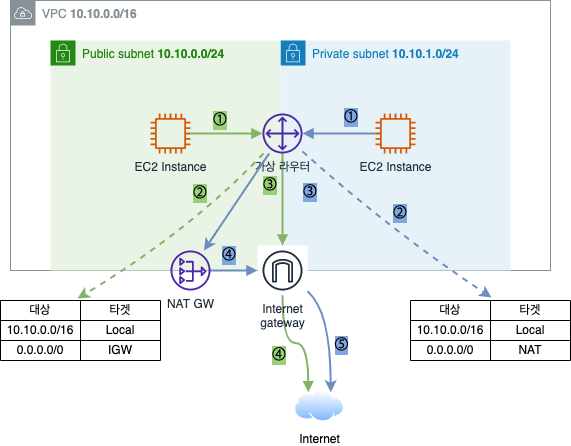 VPC 10.10.0.0/16
Public subnet 10.10.0.0/24
Private subnet 10.10.1.0/24
①
①
EC2 Instance
가상 라우터
EC2 Instance
②
③
③
②
④
NAT GW
Internet
gateway
대상 타겟
10.10.0.0/16 Local
0.0.0.0/0 IGW
대상 타겟
10.10.0.0/16 Local
0.0.0.0/0 NAT
④
⑤
Internet